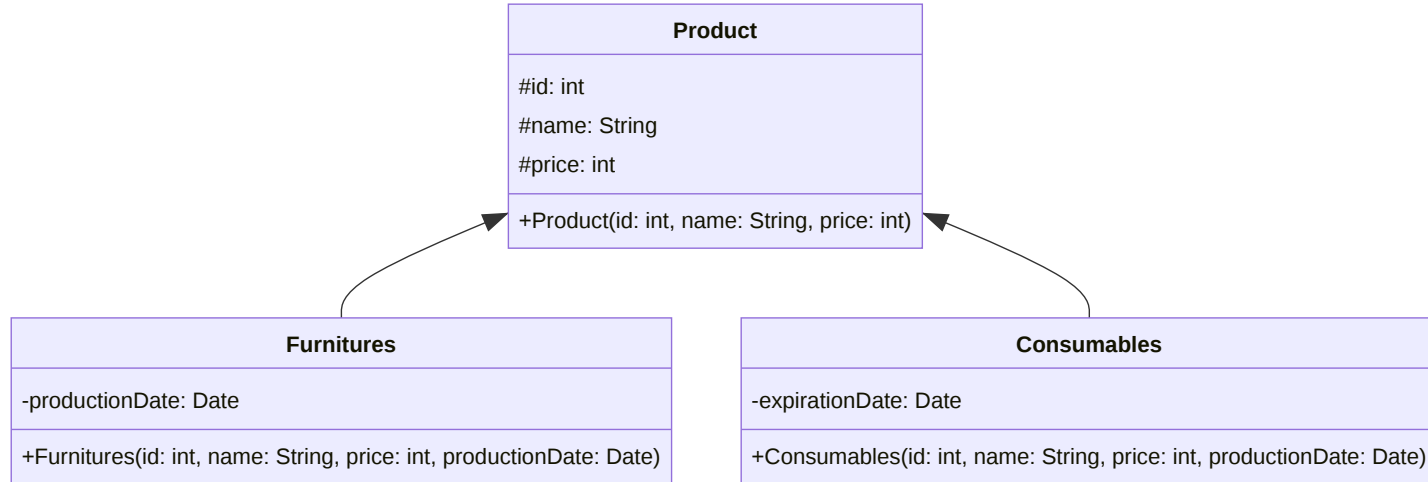 Product
#id: int
#name: String
#price: int
+Product(id: int, name: String, price: int)
Furnitures
-productionDate: Date
+Furnitures(id: int, name: String, price: int, productionDate: Date)
Consumables
-expirationDate: Date
+Consumables(id: int, name: String, price: int, productionDate: Date)